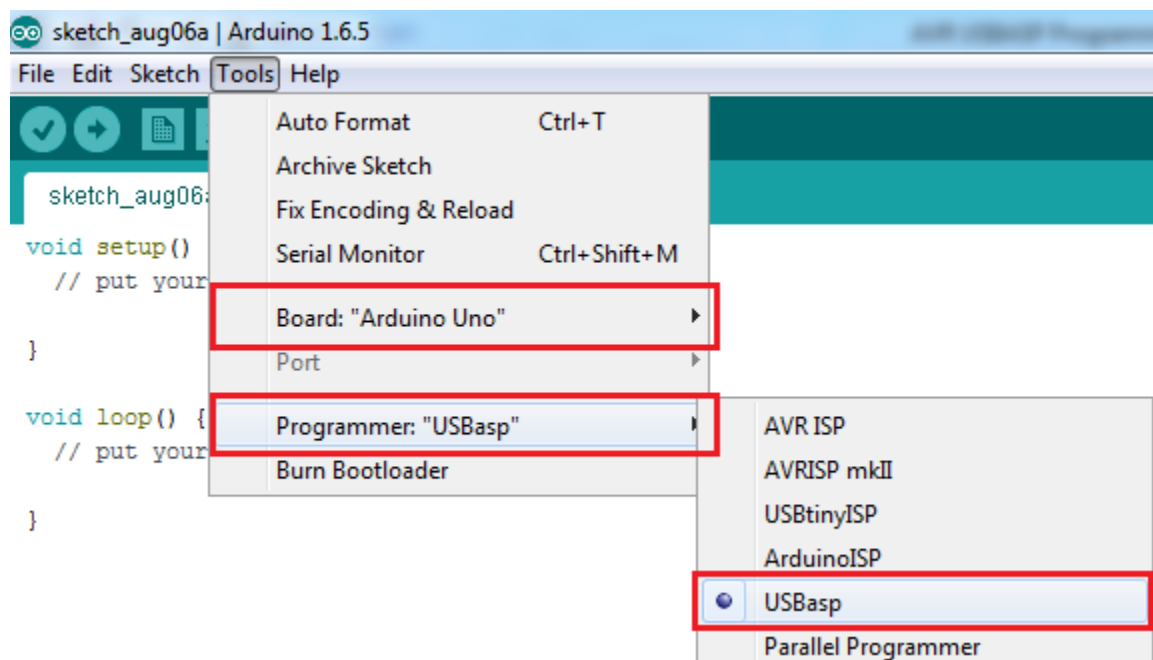 sketch_aug06a | Arduino 1.6.5
File Edit Sketch Tools Help
Auto Format Ctrl+T
Archive Sketch
sketch_aug06
Fix Encoding & Reload
void setup() Serial Monitor Ctrl+Shift+M
// put your
Board: "Arduino Uno"
}
Port
void loop() { Programmer: "USBasp" AVR ISP
// put your Burn Bootloader AVRISP mkII
} USBtinyISP
ArduinoISP
USBasp
Parallel Programmer